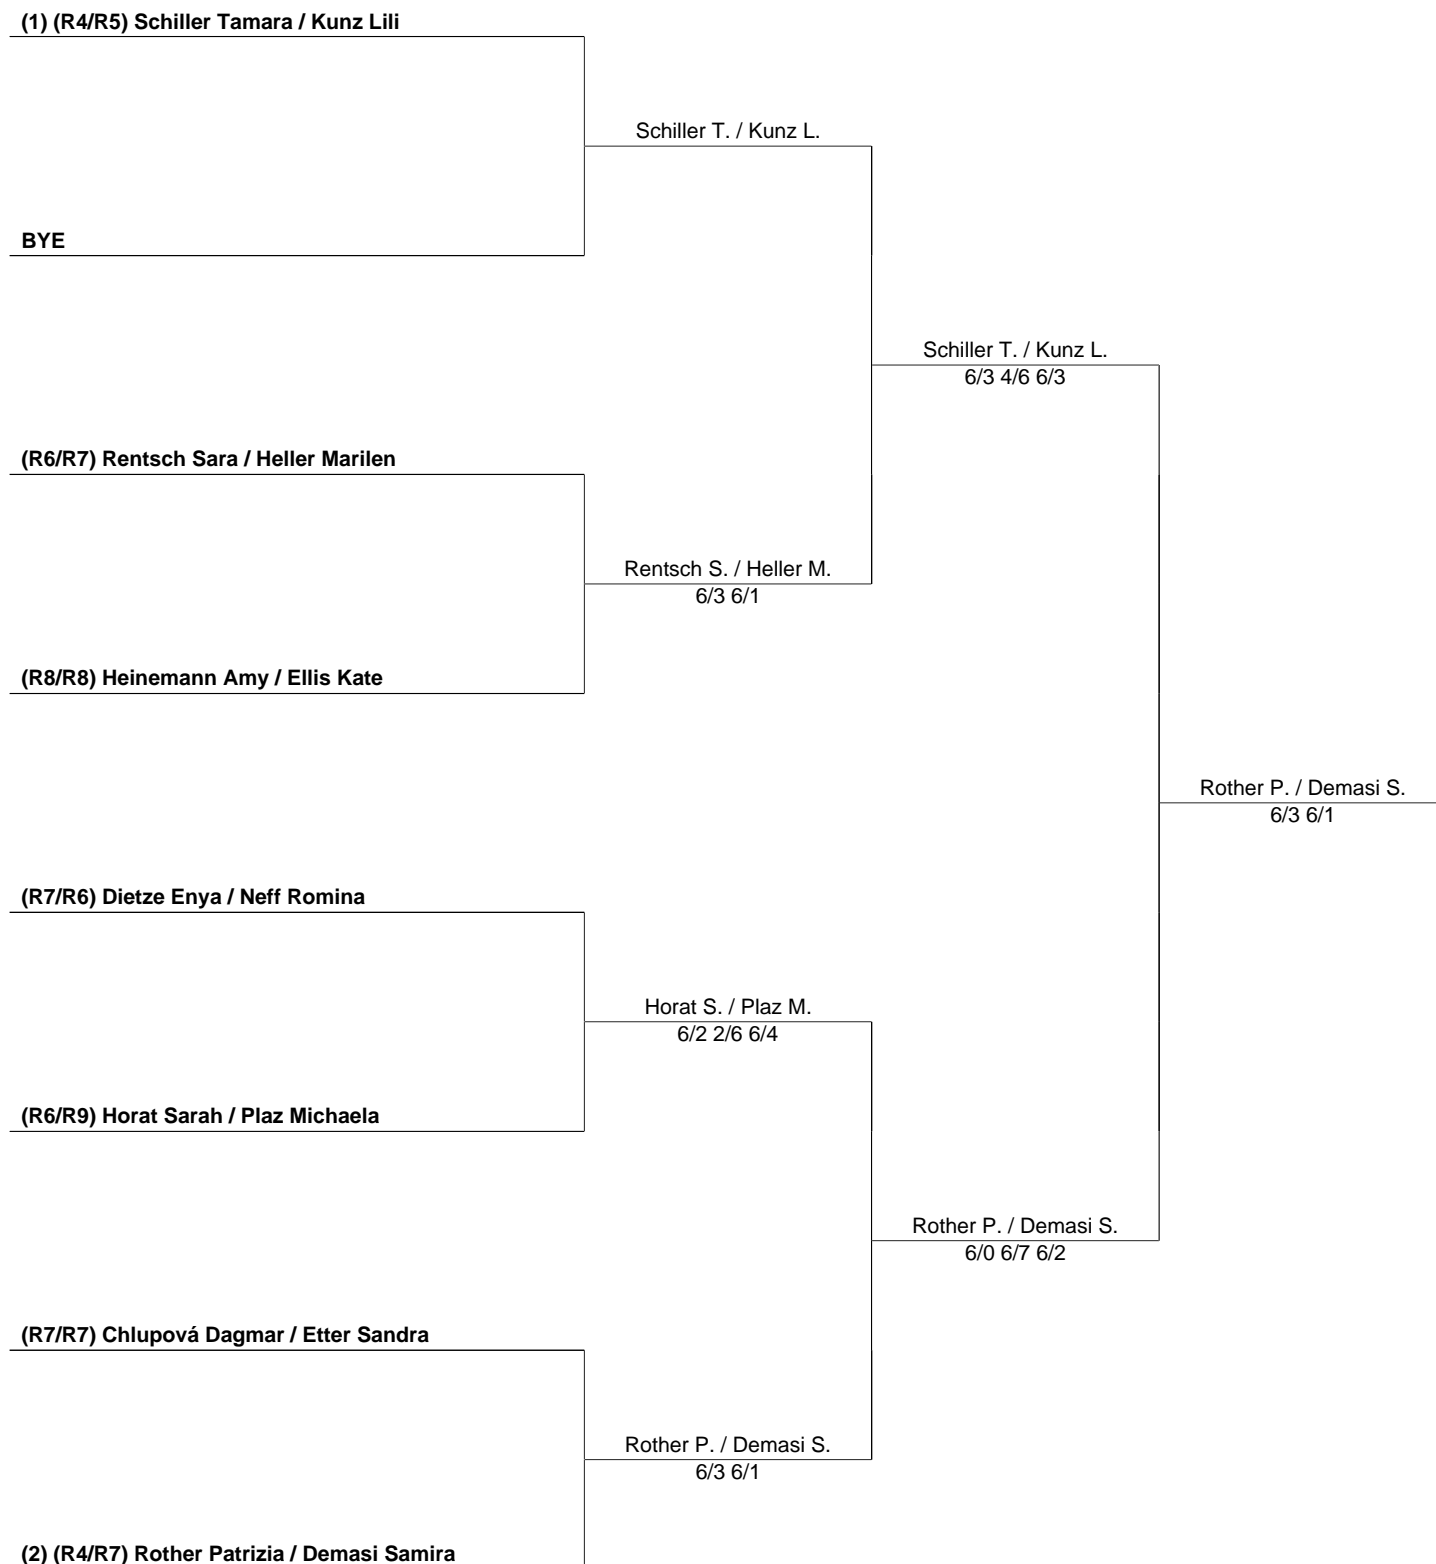 (1) (R4/R5) Schiller Tamara / Kunz Lili
Schiller T. / Kunz L.
BYE
Schiller T. / Kunz L.
6/3 4/6 6/3
(R6/R7) Rentsch Sara / Heller Marilen
Rentsch S. / Heller M.
6/3 6/1
(R8/R8) Heinemann Amy / Ellis Kate
Rother P. / Demasi S.
6/3 6/1
(R7/R6) Dietze Enya / Neff Romina
Horat S. / Plaz M.
6/2 2/6 6/4
(R6/R9) Horat Sarah / Plaz Michaela
Rother P. / Demasi S.
6/0 6/7 6/2
(R7/R7) Chlupová Dagmar / Etter Sandra
Rother P. / Demasi S.
6/3 6/1
(2) (R4/R7) Rother Patrizia / Demasi Samira